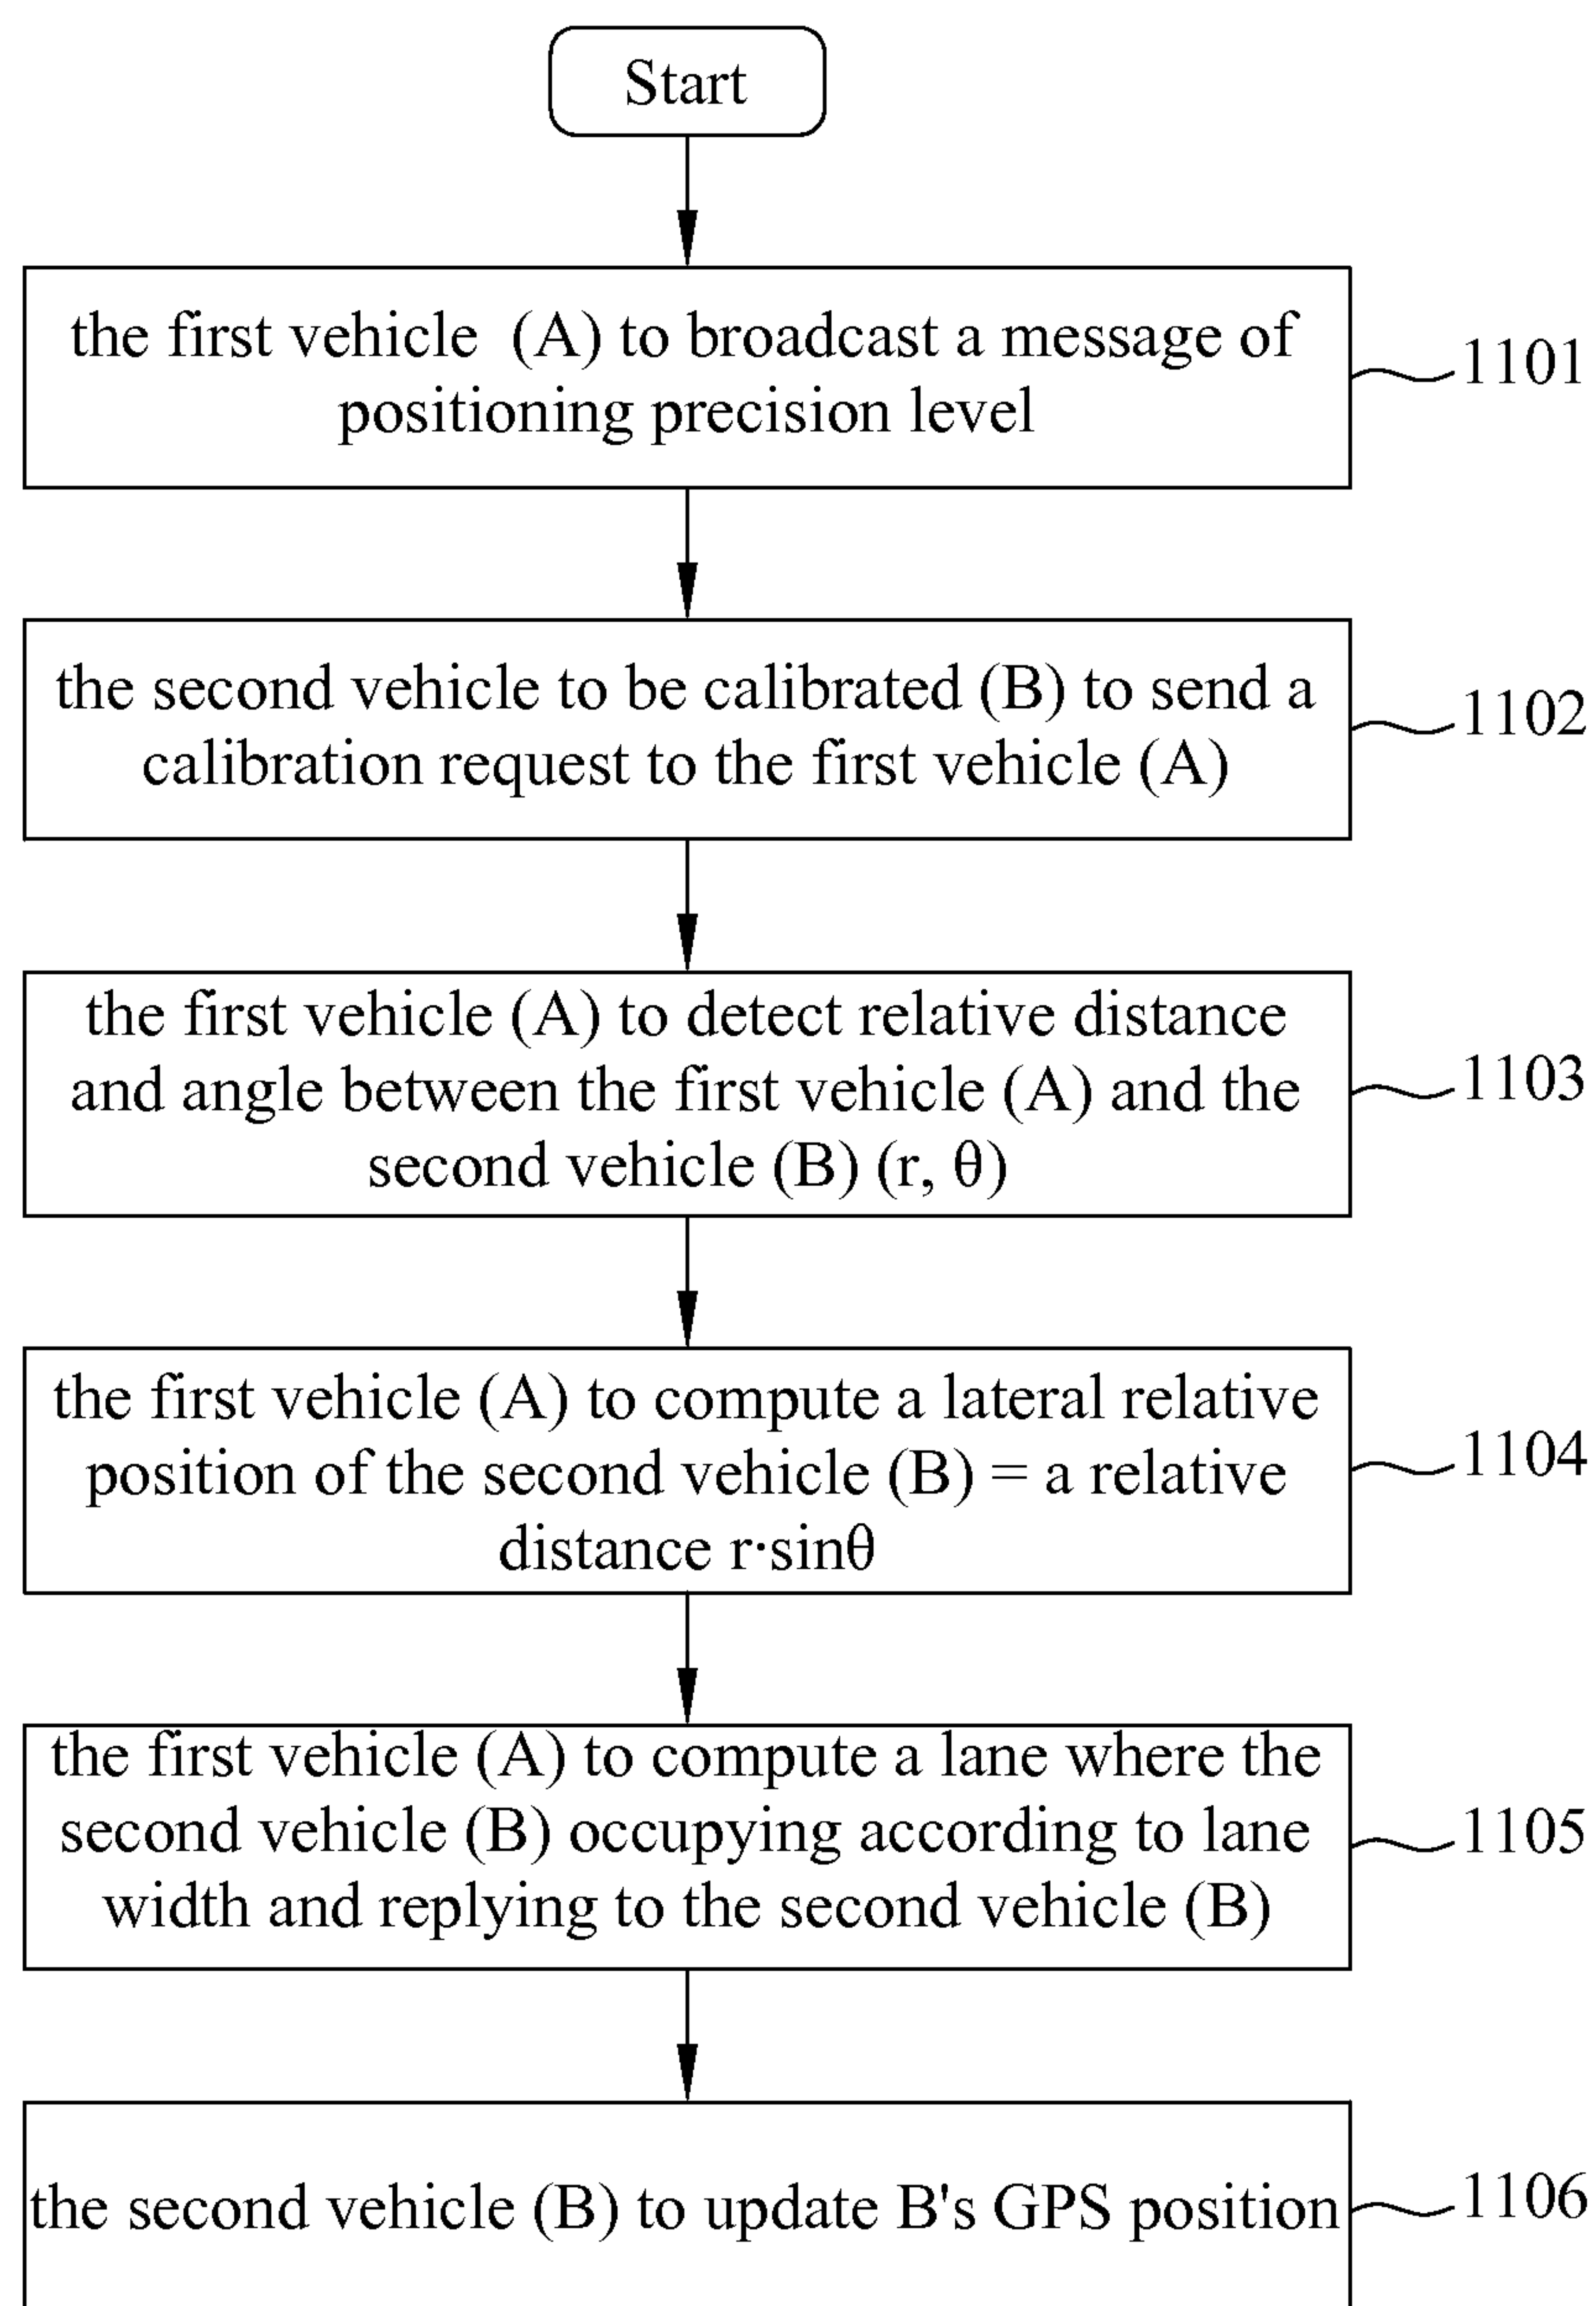 Start
the first vehicle (A) to broadcast a message of
positioning precision level
1101
the second vehicle to be calibrated (B) to send a
calibration request to the first vehicle (A)
1102
the first vehicle (A) to detect relative distance
and angle between the first vehicle (A) and the
second vehicle (B) (r, θ)
1103
the first vehicle (A) to compute a lateral relative
position of the second vehicle (B) = a relative
distance r·sinθ
1104
the first vehicle (A) to compute a lane where the
second vehicle (B) occupying according to lane
width and replying to the second vehicle (B)
1105
the second vehicle (B) to update B's GPS position
1106